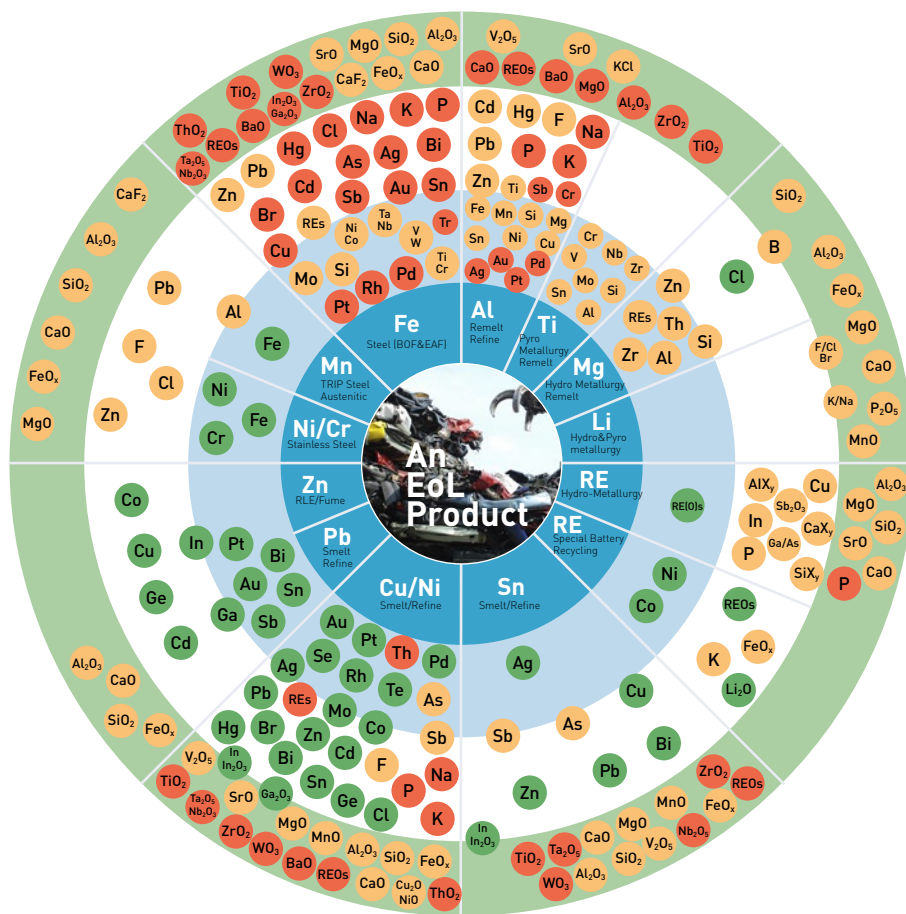 An
EoL
Product
Fe
Steel (BOF&EAF)
Al
Remelt
Refine
Ti
Pyro
Metallurgy
Remelt
Mg
Hydro Metallurgy
Remelt
Li
Hydro&Pyro
metallurgy
RE
Hydro-Metallurgy
RE
Special Battery
Recycling
Sn
Smelt/Refine
Cu/Ni
Smelt/Refine
Pb
Smelt
Refine
Zn
RLE/Fume
Ni/Cr
Stainless Steel
Mn
TRIP Steel
Austenitic
SrO
MgO
SiO₂
Al₂O₃
WO₃
CaF₂
FeOₓ
CaO
TiO₂
In₂O₃
Ga₂O₃
ZrO₂
ThO₂
REOs
BaO
Ta₂O₅
Nb₂O₃
Zn
Pb
Hg
Cl
Na
K
P
Cd
As
Ag
Bi
Br
Sb
Au
Sn
Cu
REs
Ni
Co
Ta
Nb
V
W
Tr
Mo
Si
Ti
Cr
Pt
Rh
Pd
V₂O₅
SrO
KCl
CaO
REOs
BaO
MgO
Al₂O₃
ZrO₂
TiO₂
Cd
Hg
F
Na
Pb
P
K
Zn
Ti
Sb
Cr
Fe
Mn
Si
Mg
Sn
Ni
Cu
Ag
Au
Pd
Pt
Cr
Nb
V
Zr
Mo
Si
Sn
Al
Zn
REs
Th
Si
Zr
Al
Cl
B
SiO₂
Al₂O₃
FeOₓ
MgO
F/Cl
Br
CaO
K/Na
P₂O₅
MnO
RE(O)s
AlXᵧ
Cu
Sb₂O₃
In
CaXᵧ
Ga/As
P
SiXᵧ
Al₂O₃
MgO
SiO₂
SrO
CaO
P
Ni
Co
REOs
K
FeOₓ
Li₂O
Ag
Cu
As
Sb
Bi
Pb
Zn
In
In₂O₃
ZrO₂
REOs
MnO
FeOₓ
MgO
Nb₂O₅
CaO
V₂O₅
TiO₂
Ta₂O₅
SiO₂
Al₂O₃
WO₃
Au
Pt
Th
Pd
Ag
Se
Rh
Te
As
Pb
REs
Mo
Co
Sb
Hg
Br
Zn
Cd
F
Na
Bi
Sn
Ge
Cl
P
K
V₂O₅
In
In₂O₃
TiO₂
Ta₂O₅
Nb₂O₃
SrO
Ga₂O₃
ZrO₂
MgO
MnO
WO₃
Al₂O₃
SiO₂
FeOₓ
BaO
REOs
CaO
Cu₂O
NiO
ThO₂
Co
Cu
In
Pt
Bi
Ge
Au
Sn
Ga
Sb
Cd
Al₂O₃
CaO
SiO₂
FeOₓ
CaF₂
Al₂O₃
SiO₂
CaO
FeOₓ
MgO
Pb
Al
F
Fe
Cl
Zn
Ni
Fe
Cr